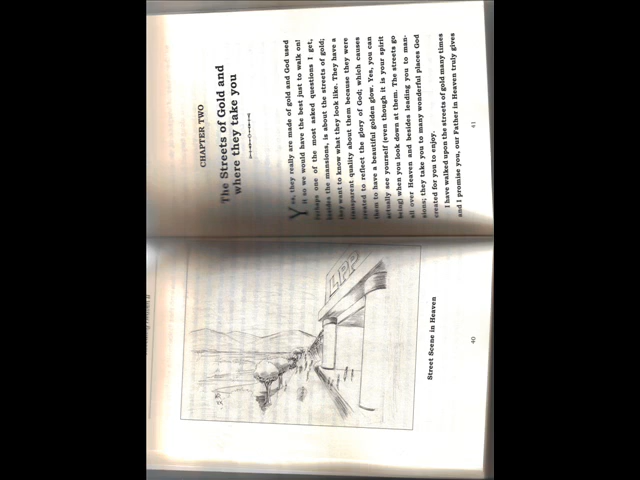 LPP
Street Scene in Heaven
40
CHAPTER TWO
The Streets of Gold and
where they take you
Yes, they really are made of gold and God used
it so we would have the best just to walk on!
Perhaps one of the most asked questions I get,
besides the mansions, is about the streets of gold;
they want to know what they look like. They have a
transparent quality about them because they were
created to reflect the glory of God; which causes
them to have a beautiful golden glow. Yes, you can
actually see yourself (even though it is your spirit
being) when you look down at them. The streets go
all over Heaven and besides leading you to man-
sions; they take you to many wonderful places God
created for you to enjoy.
I have walked upon the streets of gold many times
and I promise you, our Father in Heaven truly gives
41